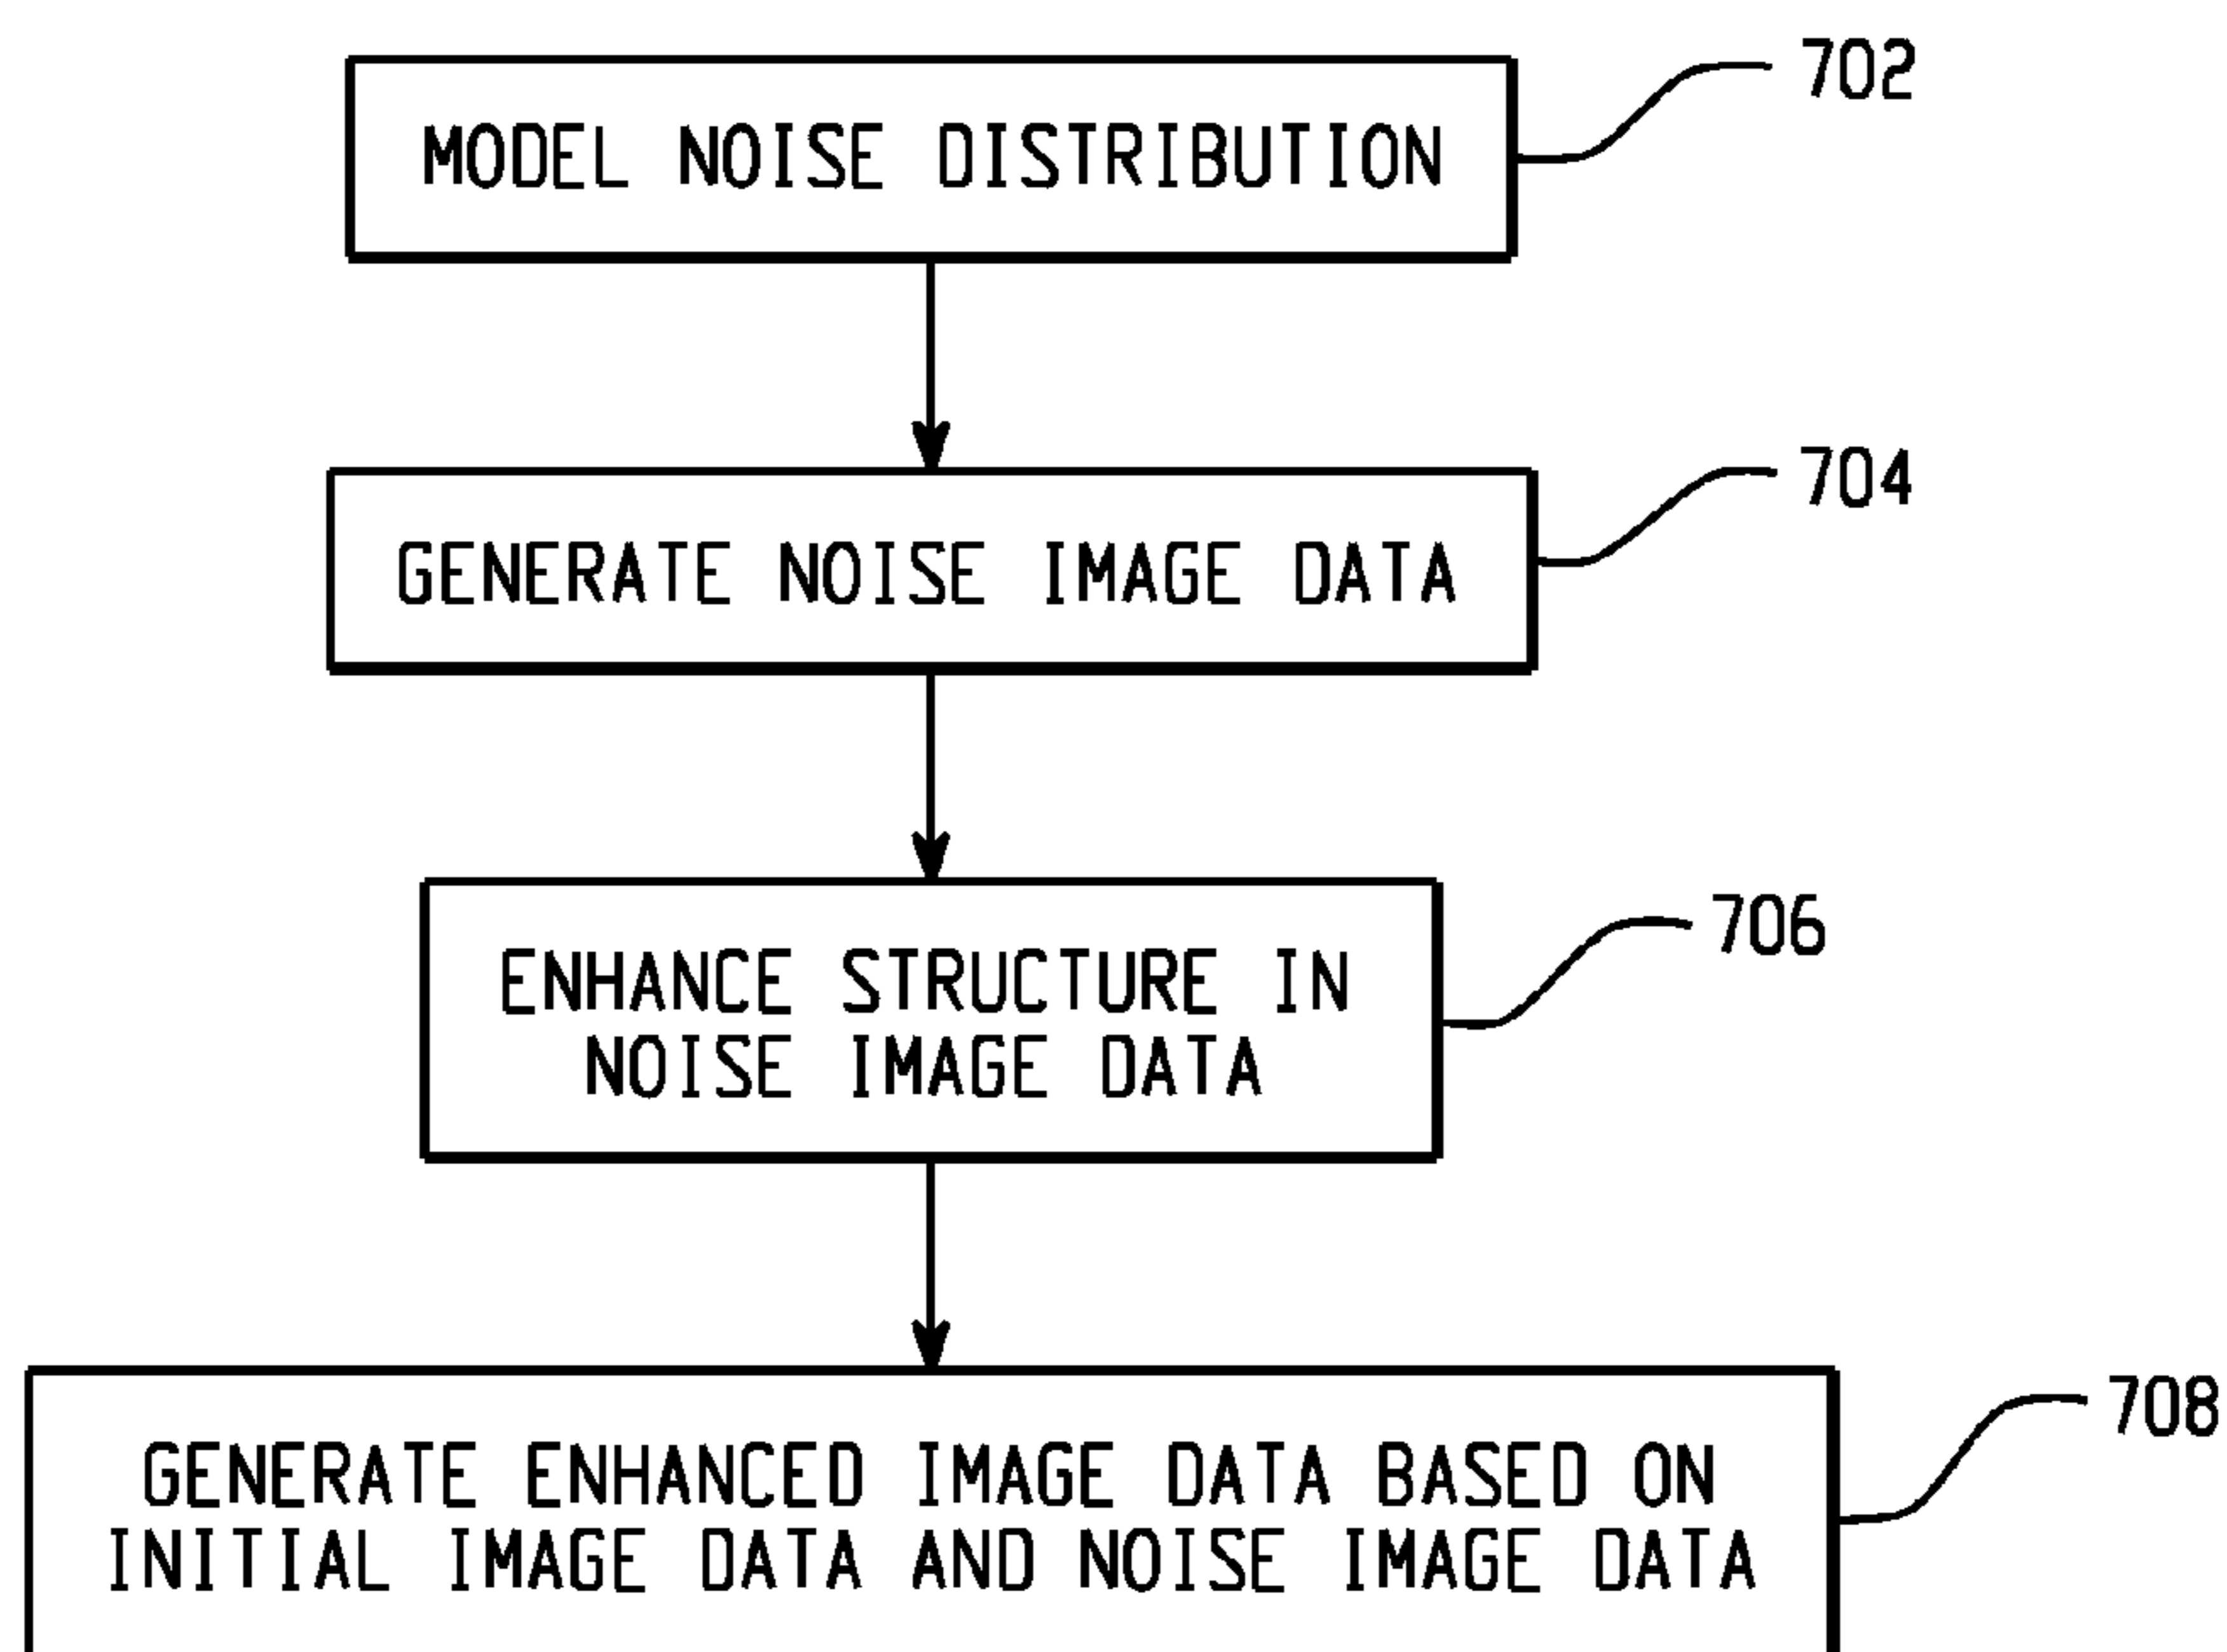 MODEL NOISE DISTRIBUTION
702
GENERATE NOISE IMAGE DATA
704
ENHANCE STRUCTURE IN
NOISE IMAGE DATA
706
GENERATE ENHANCED IMAGE DATA BASED ON
INITIAL IMAGE DATA AND NOISE IMAGE DATA
708